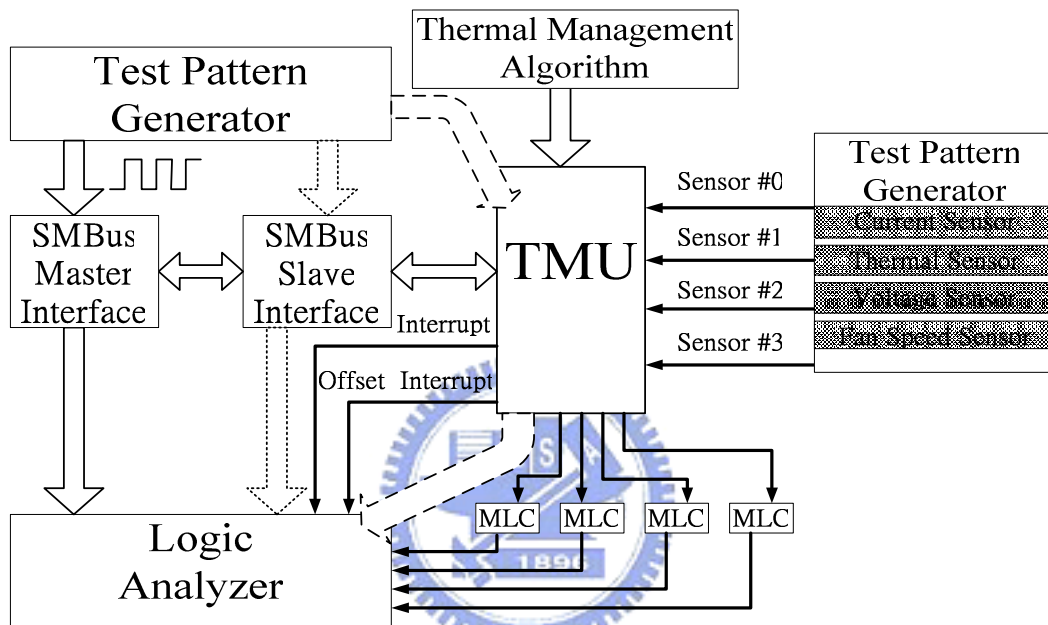 Thermal Management
Algorithm
Test Pattern
Generator
Test Pattern
Generator
Current Sensor
Thermal Sensor
Voltage Sensor
Fan Speed Sensor
Sensor #0
Sensor #1
Sensor #2
Sensor #3
SMBus
Master
Interface
SMBus
Slave
Interface
TMU
Interrupt
Offset Interrupt
MLC
MLC
MLC
MLC
Logic
Analyzer
S
A
1896